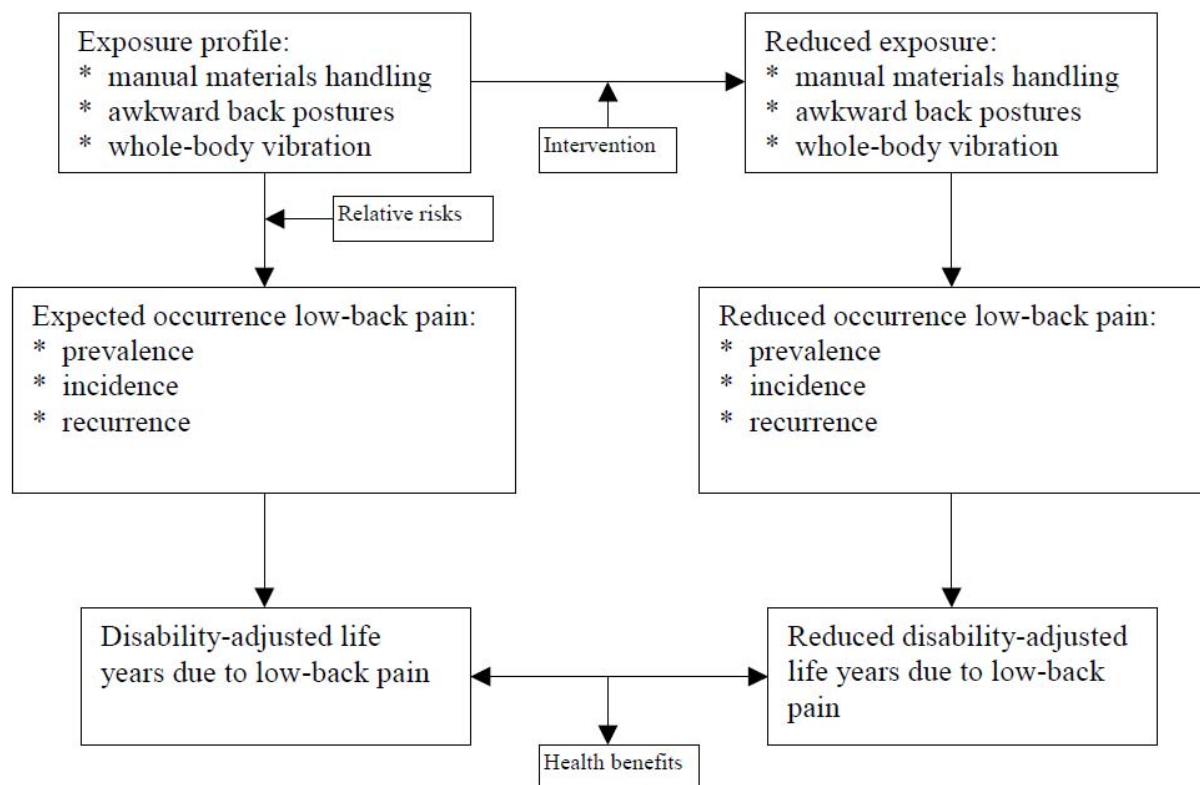 Exposure profile:
* manual materials handling
* awkward back postures
* whole-body vibration
Intervention
Reduced exposure:
* manual materials handling
* awkward back postures
* whole-body vibration
Relative risks
Expected occurrence low-back pain:
* prevalence
* incidence
* recurrence
Reduced occurrence low-back pain:
* prevalence
* incidence
* recurrence
Disability-adjusted life
years due to low-back pain
Reduced disability-adjusted
life years due to low-back
pain
Health benefits